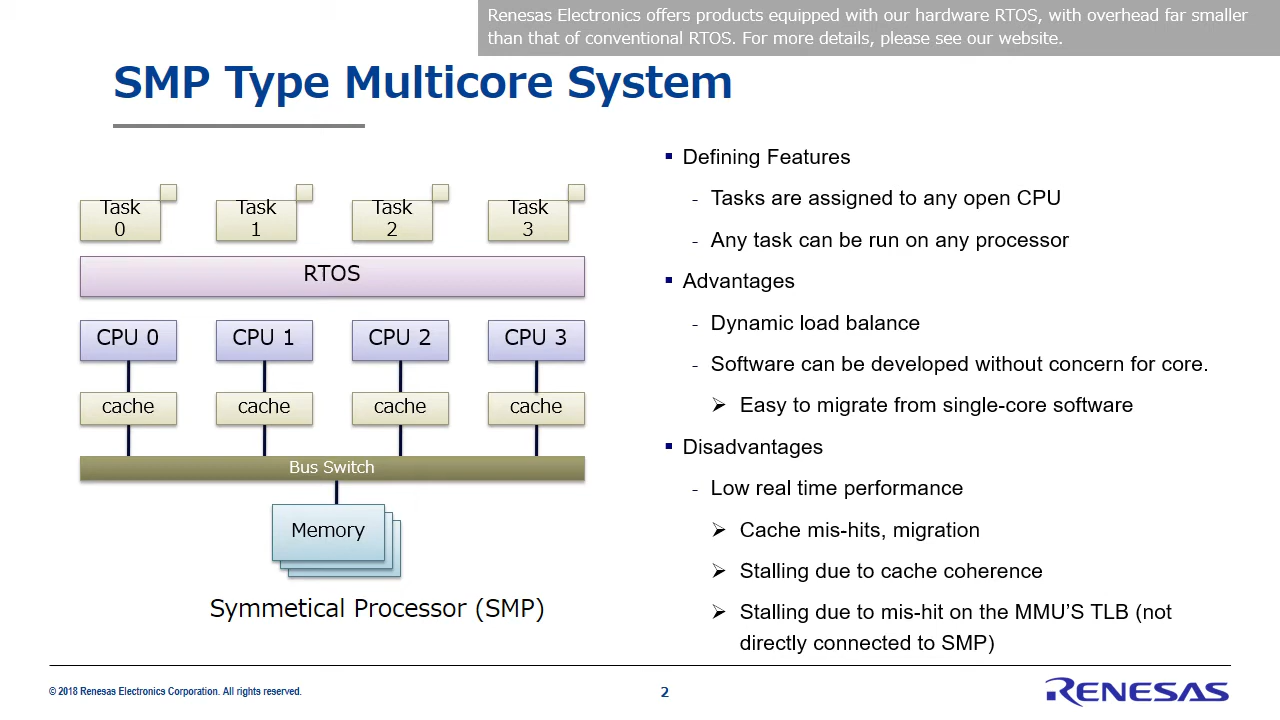 Renesas Electronics offers products equipped with our hardware RTOS, with overhead far smaller
than that of conventional RTOS. For more details, please see our website.
SMP Type Multicore System
Task
0
Task
1
Task
2
Task
3
RTOS
CPU 0
CPU 1
CPU 2
CPU 3
cache
cache
cache
cache
Bus Switch
Memory
Symmetical Processor (SMP)
▪ Defining Features
- Tasks are assigned to any open CPU
- Any task can be run on any processor
▪ Advantages
- Dynamic load balance
- Software can be developed without concern for core.
➢ Easy to migrate from single-core software
▪ Disadvantages
- Low real time performance
➢ Cache mis-hits, migration
➢ Stalling due to cache coherence
➢ Stalling due to mis-hit on the MMU'S TLB (not
directly connected to SMP)
© 2018 Renesas Electronics Corporation. All rights reserved.
2
RENESAS